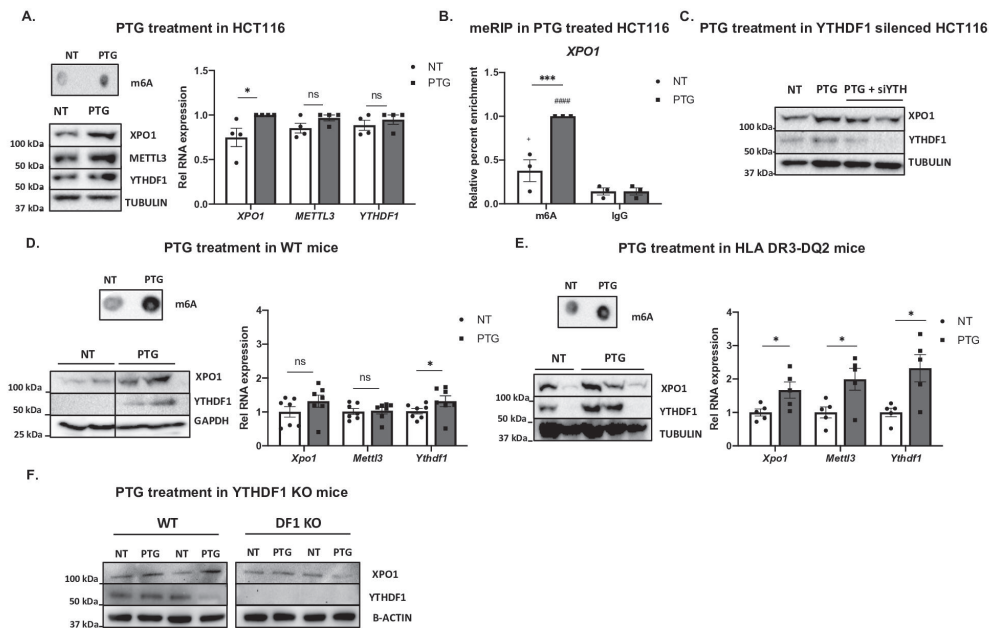 A.
PTG treatment in HCT116
NT PTG
m6A
NT PTG
XPO1
100 kDa
METTL3
50 kDa
YTHDF1
50 kDa
TUBULIN
37 kDa
Rel RNA expression
1.5
1.0
0.5
0.0
* ns ns
NT
PTG
XPO1 METTL3 YTHDF1
B.
meRIP in PTG treated HCT116
XPO1
Relative percent enrichment
2.0
1.5
1.0
0.5
0.0
***
####
+
NT
PTG
m6A IgG
C.
PTG treatment in YTHDF1 silenced HCT116
NT PTG PTG + siYTH
XPO1
100 kDa
YTHDF1
50 kDa
TUBULIN
37 kDa
D.
PTG treatment in WT mice
NT PTG
m6A
NT PTG
XPO1
100 kDa
YTHDF1
50 kDa
GAPDH
25 kDa
Rel RNA expression
4
3
2
1
0
ns ns *
NT
PTG
Xpo1 Mettl3 Ythdf1
E.
PTG treatment in HLA DR3-DQ2 mice
NT PTG
m6A
NT PTG
XPO1
100 kDa
YTHDF1
50 kDa
TUBULIN
37 kDa
Rel RNA expression
4
3
2
1
0
* * *
NT
PTG
Xpo1 Mettl3 Ythdf1
F.
PTG treatment in YTHDF1 KO mice
WT DF1 KO
NT PTG NT PTG NT PTG NT PTG
XPO1
100 kDa
YTHDF1
50 kDa
B-ACTIN
37 kDa